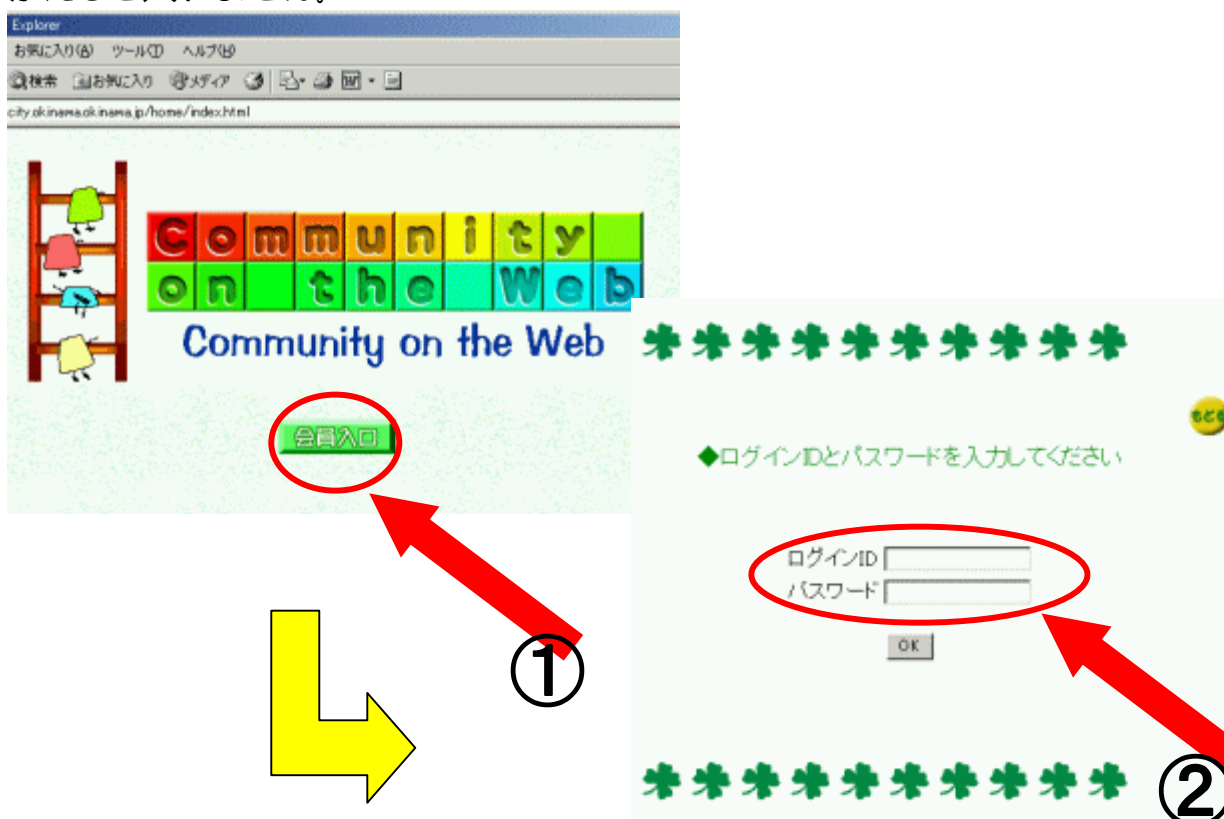 Explorer
お気に入り(A) ツール(T) ヘルプ(H)
検索 お気に入り メディア
city.okinawa.okinawa.jp/home/index.html
Community
on the Web
Community on the Web
会員入口
①
もどる
◆ログインIDとパスワードを入力してください
ログインID
パスワード
OK
②